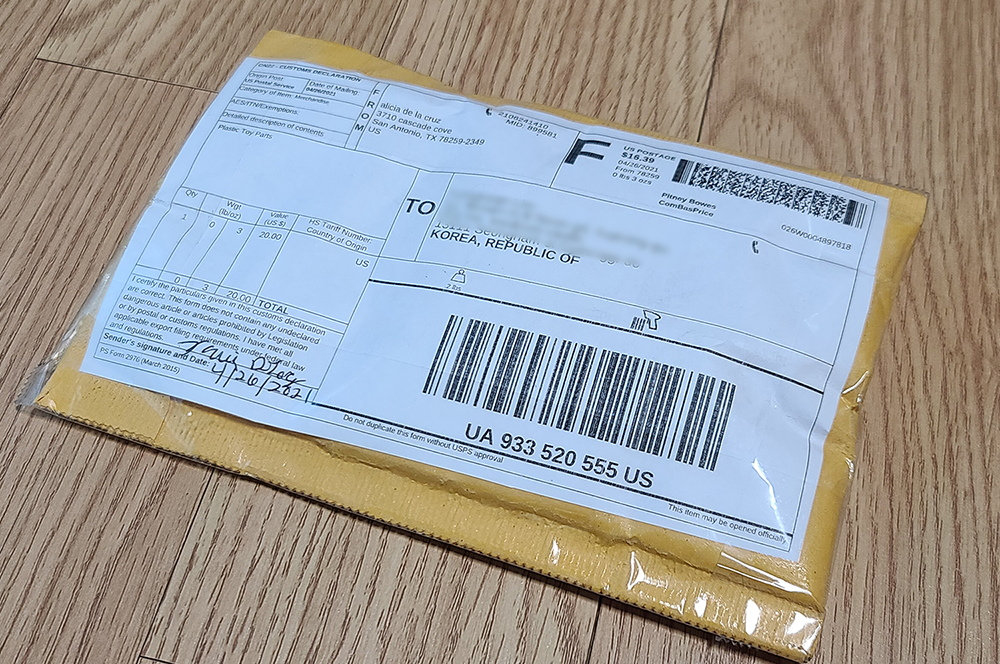 CN22 - CUSTOMS DECLARATION
Origin Post
US Postal Service
Date of Mailing
04/26/2021
Category of Item: Merchandise
AES/ITN/Exemptions.
Detailed description of contents
Plastic Toy Parts
Qty
Wgt
(lb/oz)
Value
(US $)
HS Tariff Number
Country of Origin
1 0 3 20.00
US
0 3 20.00 TOTAL
I certify the particulars given in this customs declaration
are correct. This form does not contain any undeclared
dangerous article or articles prohibited by Legislation
or by postal or customs regulations. I have met all
applicable export filing requirements under federal law
and regulations.
Sender's signature and Date:
4/26/2021
PS Form 2976 (March 2015)
FROM
alicia de la cruz
3710 cascade cove
San Antonio, TX 78259-2349
US
2108241410
MID: 899581
F
US POSTAGE
$16.39
04/26/2021
From 78259
0 lbs 3 ozs
Pitney Bowes
ComBasPrice
026W0004897818
TO
KOREA, REPUBLIC OF
2 lbs
UA 933 520 555 US
Do not duplicate this form without USPS approval
This item may be opened officially